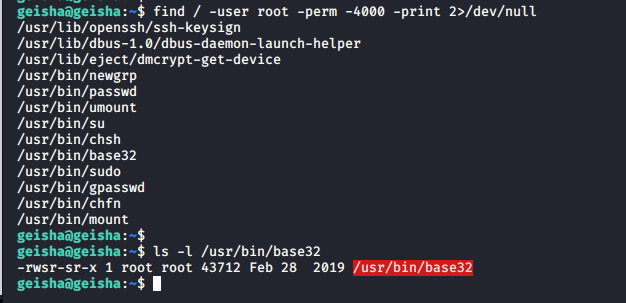 geisha@geisha:~$ find / -user root -perm -4000 -print 2>/dev/null
/usr/lib/openssh/ssh-keysign
/usr/lib/dbus-1.0/dbus-daemon-launch-helper
/usr/lib/eject/dmcrypt-get-device
/usr/bin/newgrp
/usr/bin/passwd
/usr/bin/umount
/usr/bin/su
/usr/bin/chsh
/usr/bin/base32
/usr/bin/sudo
/usr/bin/gpasswd
/usr/bin/chfn
/usr/bin/mount
geisha@geisha:~$
geisha@geisha:~$ ls -l /usr/bin/base32
-rwsr-sr-x 1 root root 43712 Feb 28  2019 /usr/bin/base32
geisha@geisha:~$